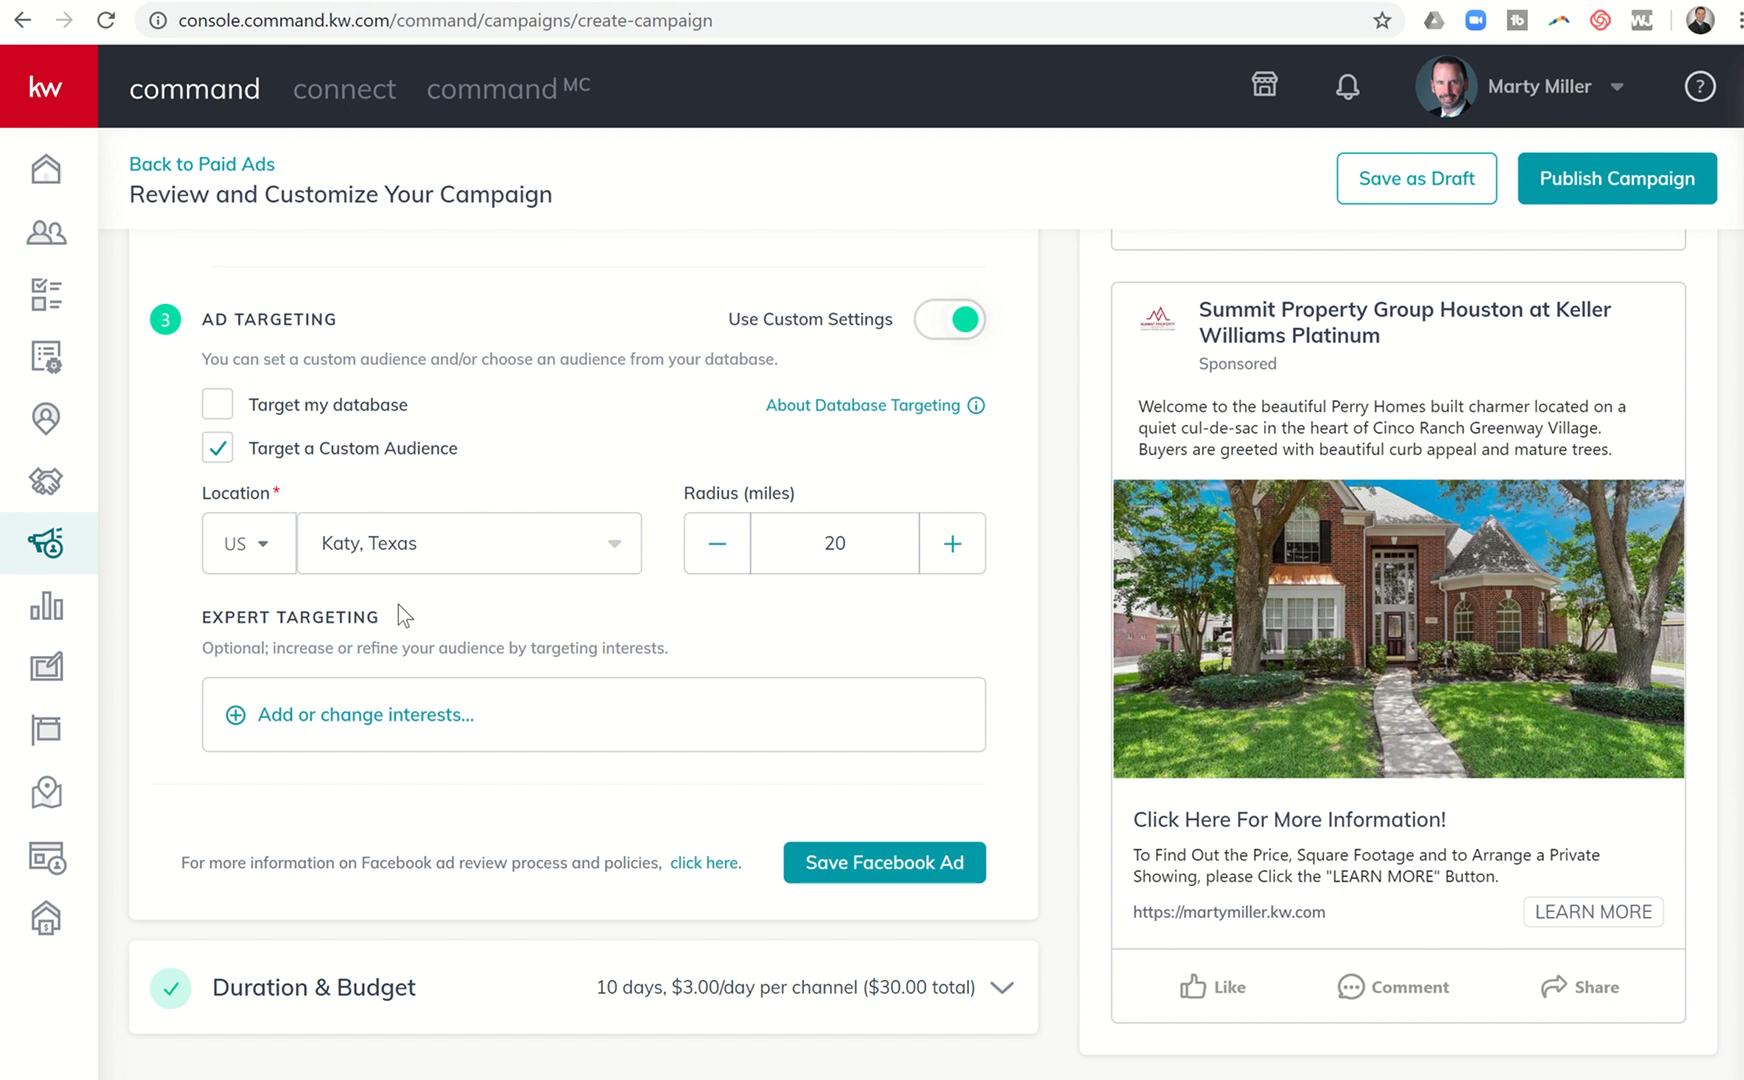 console.command.kw.com/command/campaigns/create-campaign
kw
command
connect
command MC
Marty Miller
Back to Paid Ads
Review and Customize Your Campaign
Save as Draft
Publish Campaign
3
AD TARGETING
Use Custom Settings
You can set a custom audience and/or choose an audience from your database.
Target my database
About Database Targeting
Target a Custom Audience
Location*
Radius (miles)
US
Katy, Texas
20
EXPERT TARGETING
Optional; increase or refine your audience by targeting interests.
Add or change interests...
For more information on Facebook ad review process and policies, click here.
Save Facebook Ad
Duration & Budget
10 days, $3.00/day per channel ($30.00 total)
Summit Property Group Houston at Keller
Williams Platinum
Sponsored
Welcome to the beautiful Perry Homes built charmer located on a
quiet cul-de-sac in the heart of Cinco Ranch Greenway Village.
Buyers are greeted with beautiful curb appeal and mature trees.
Click Here For More Information!
To Find Out the Price, Square Footage and to Arrange a Private
Showing, please Click the "LEARN MORE" Button.
https://martymiller.kw.com
LEARN MORE
Like
Comment
Share